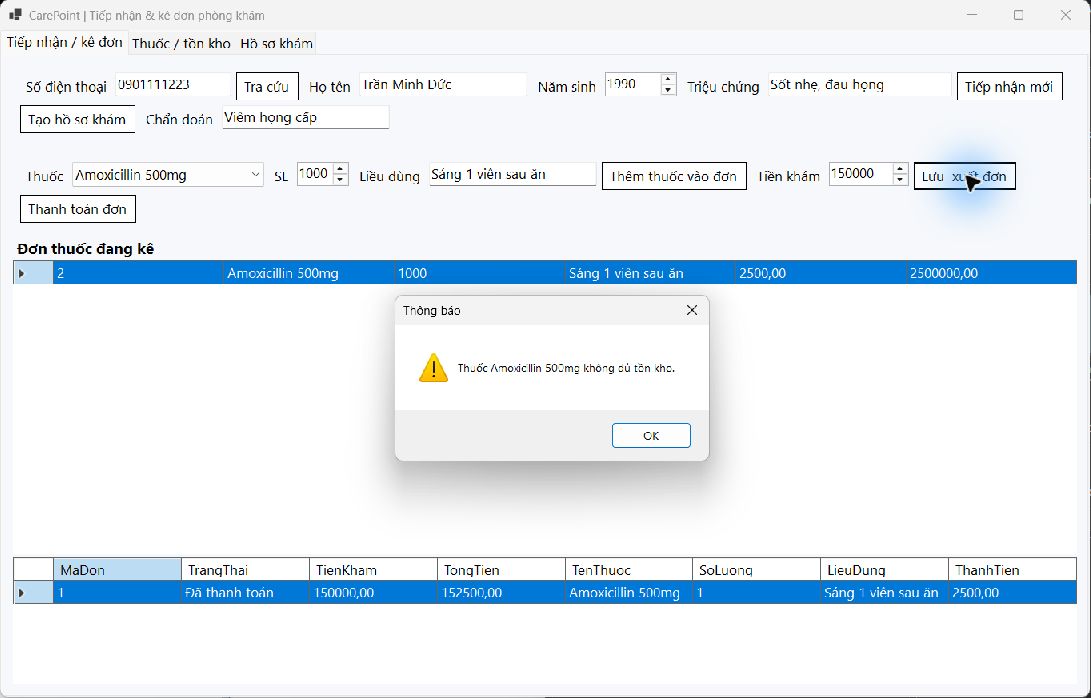 CarePoint | Tiếp nhận & kê đơn phòng khám
Tiếp nhận / kê đơn Thuốc / tồn kho Hồ sơ khám
Số điện thoại 0901111223 Tra cứu Họ tên Trần Minh Đức Năm sinh 1990 Triệu chứng Sốt nhẹ, đau họng Tiếp nhận mới
Tạo hồ sơ khám Chẩn đoán Viêm họng cấp
Thuốc Amoxicillin 500mg SL 1000 Liều dùng Sáng 1 viên sau ăn Thêm thuốc vào đơn Tiền khám 150000 Lưu xuất đơn
Thanh toán đơn
Đơn thuốc đang kê
2 Amoxicillin 500mg 1000 Sáng 1 viên sau ăn 2500,00 2500000,00
Thông báo
Thuốc Amoxicillin 500mg không đủ tồn kho.
OK
MaDon TrangThai TienKham TongTien TenThuoc SoLuong LieuDung ThanhTien
1 Đã thanh toán 150000,00 152500,00 Amoxicillin 500mg 1 Sáng 1 viên sau ăn 2500,00